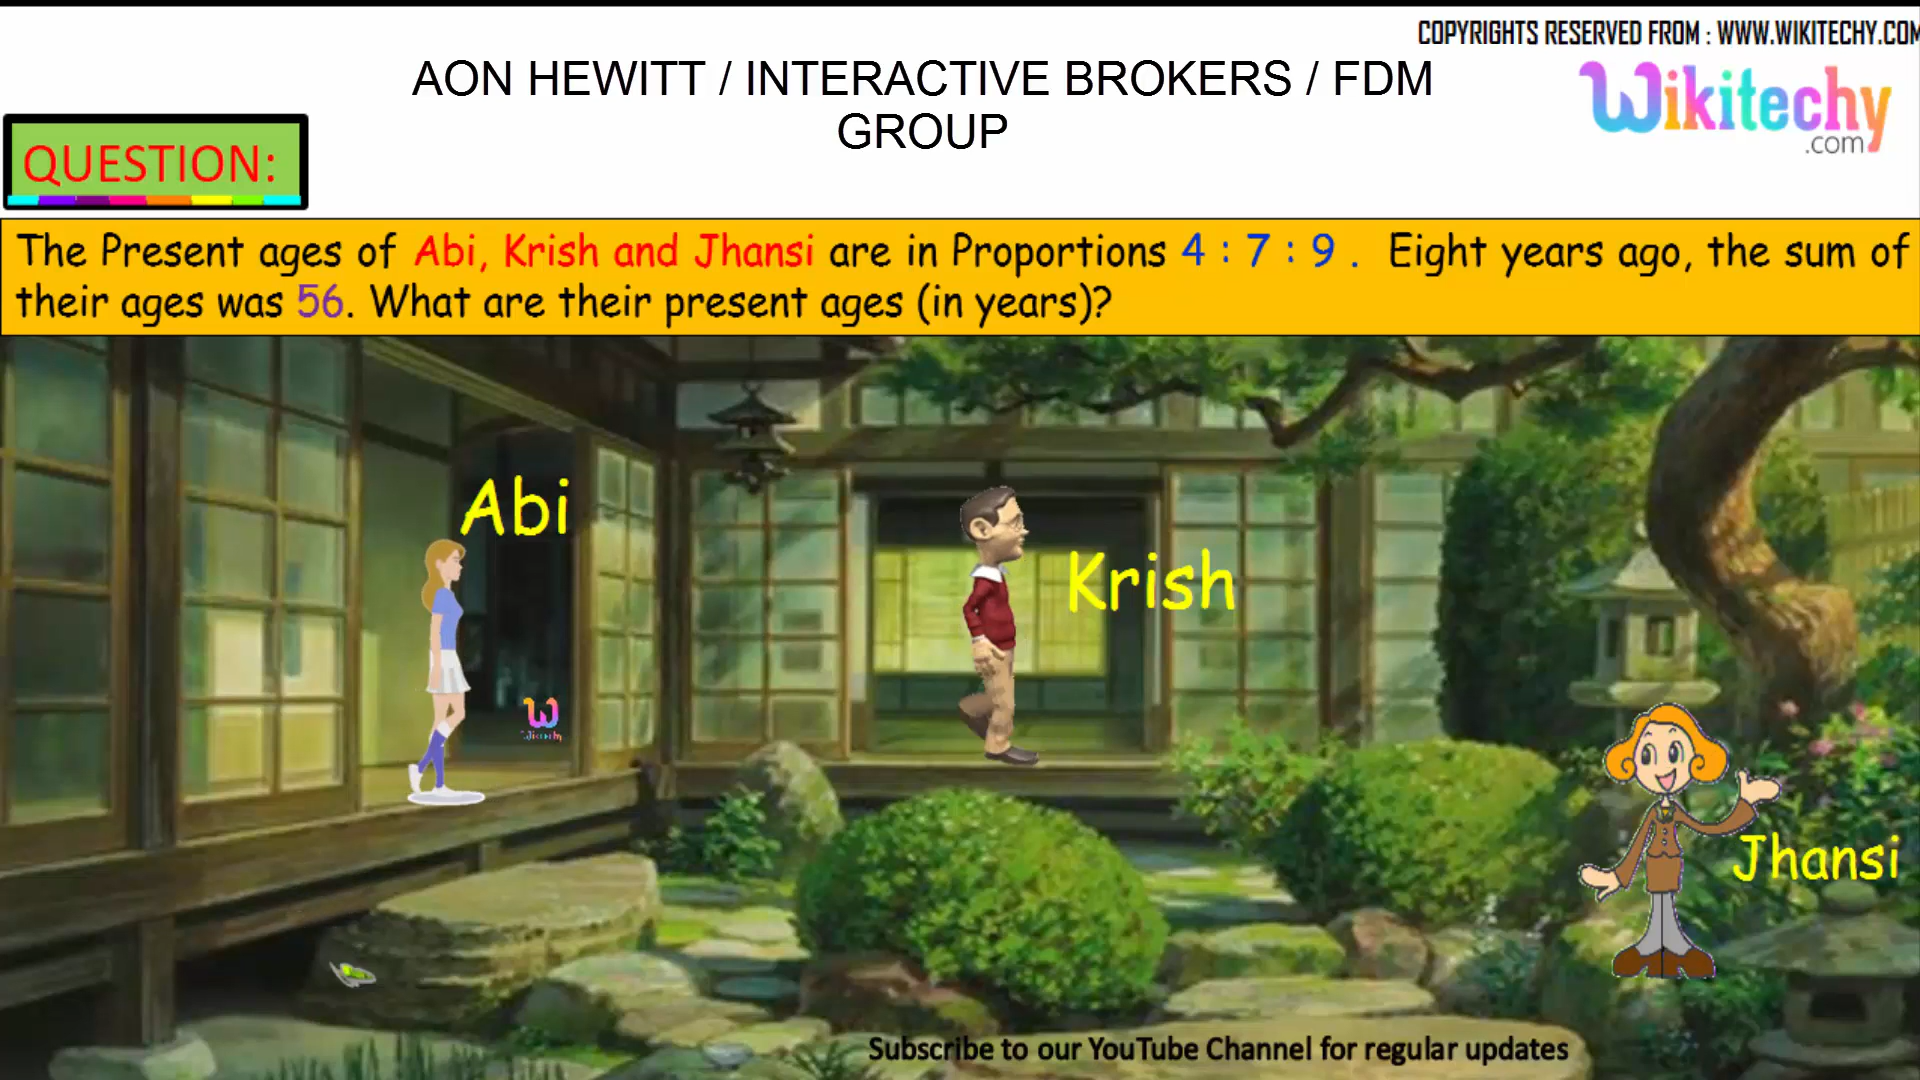 COPYRIGHTS RESERVED FROM : WWW.WIKITECHY.COM
AON HEWITT / INTERACTIVE BROKERS / FDM
GROUP
Wikitechy
.com
QUESTION:
The Present ages of Abi, Krish and Jhansi are in Proportions 4 : 7 : 9 . Eight years ago, the sum of
their ages was 56. What are their present ages (in years)?
Abi
Krish
W
Wikitechy
Jhansi
Subscribe to our YouTube Channel for regular updates